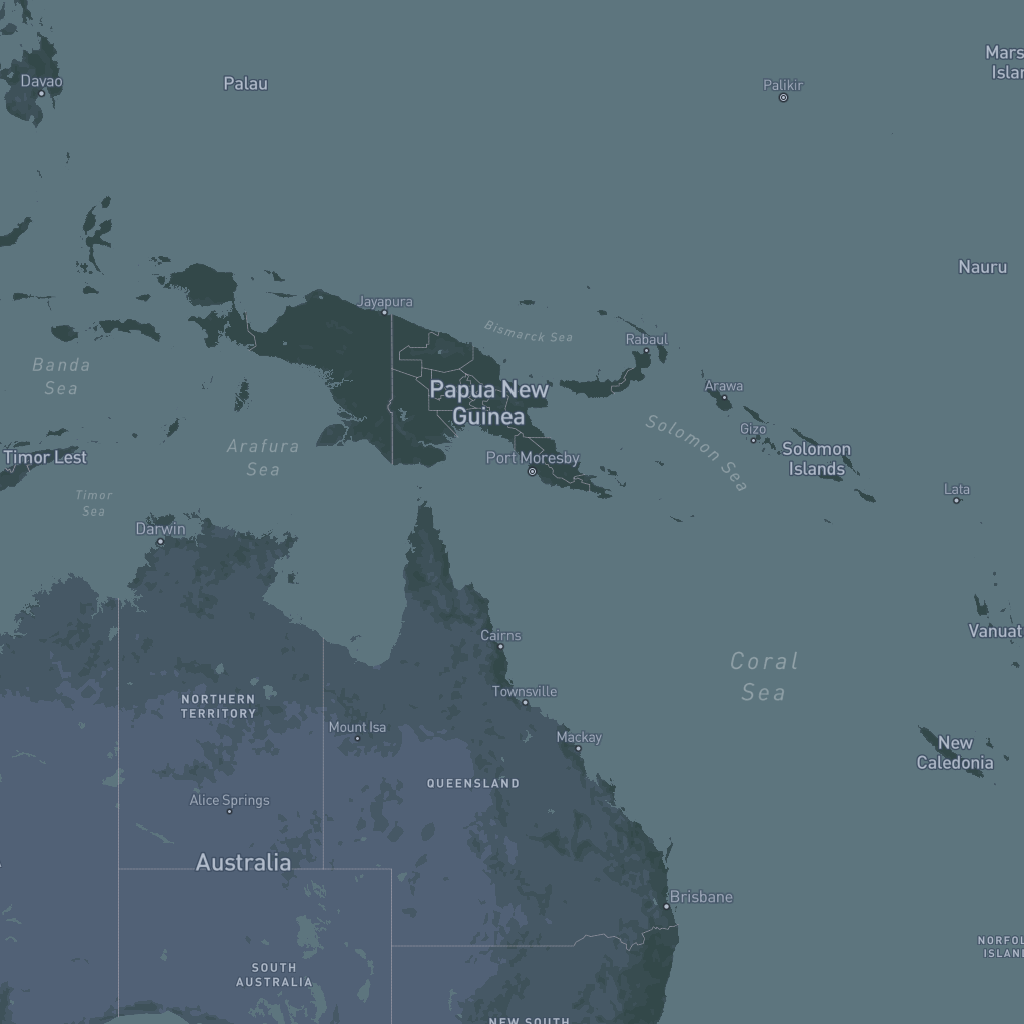 Mars
Islan
Davao
Palau
Palikir
Nauru
Jayapura
Bismarck Sea
Rabaul
Banda
Sea
Papua New
Guinea
Arawa
Solomon Sea
Gizo
Arafura
Sea
Solomon
Islands
Timor Lest
Port Moresby
Timor
Sea
Lata
Darwin
Cairns
Vanuat
Coral
Sea
Townsville
NORTHERN
TERRITORY
Mount Isa
Mackay
New
Caledonia
QUEENSLAND
Alice Springs
Australia
Brisbane
NORFOL
ISLAND
SOUTH
AUSTRALIA
NEW SOUTH